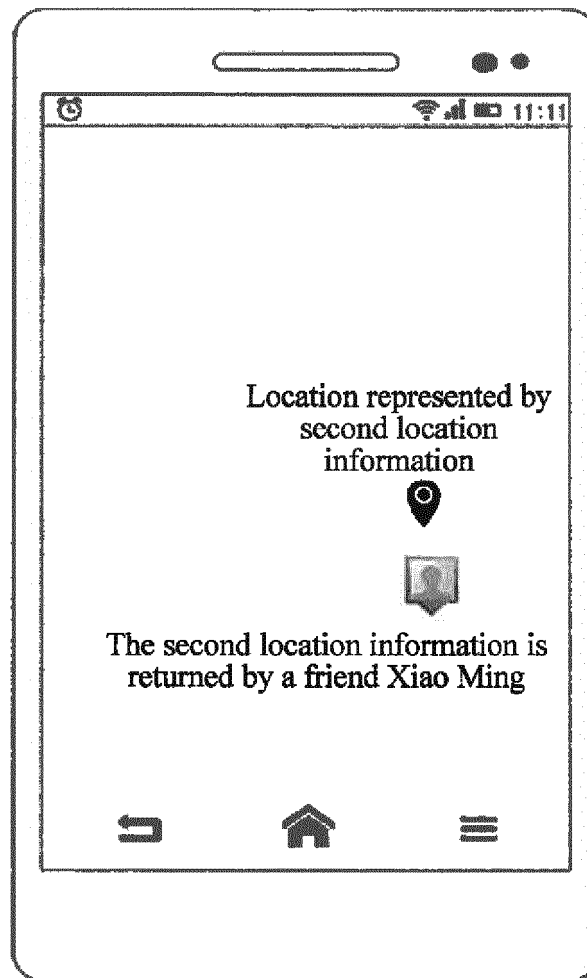 11:11
Location represented by
second location
information
The second location information is
returned by a friend Xiao Ming